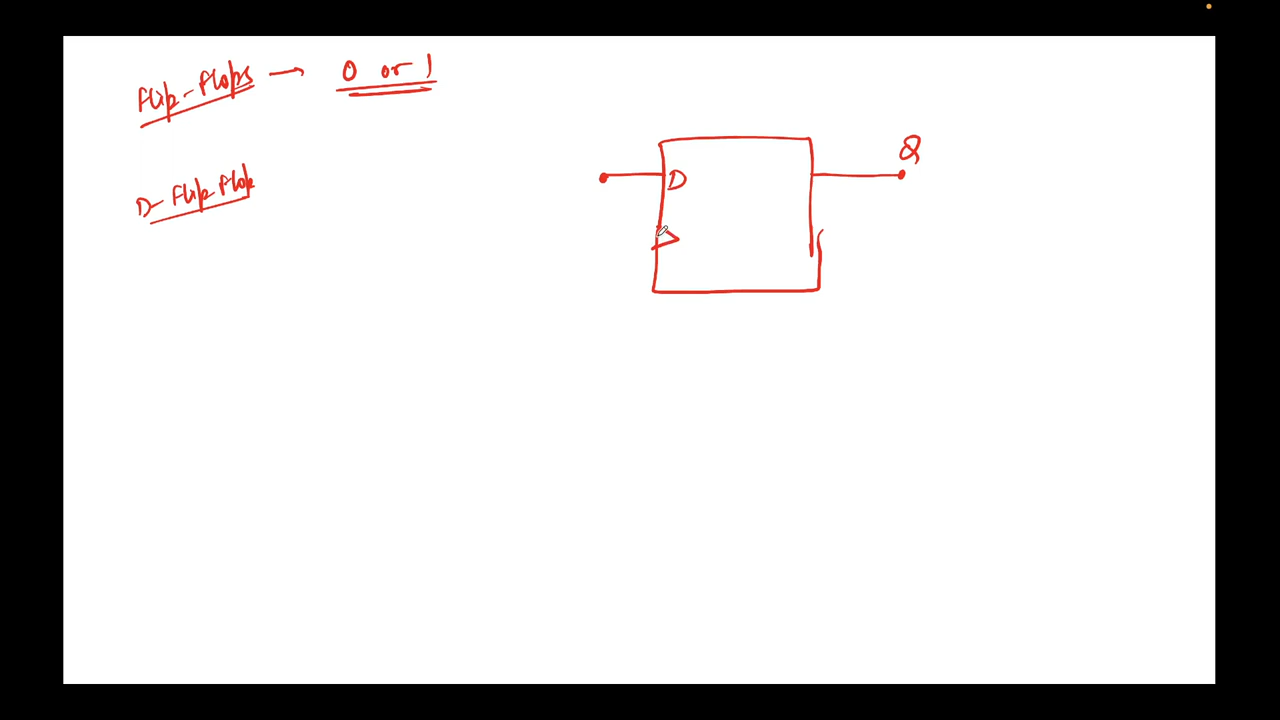 Flip-Flops → 0 or 1
D-Flip Flop
D
Q